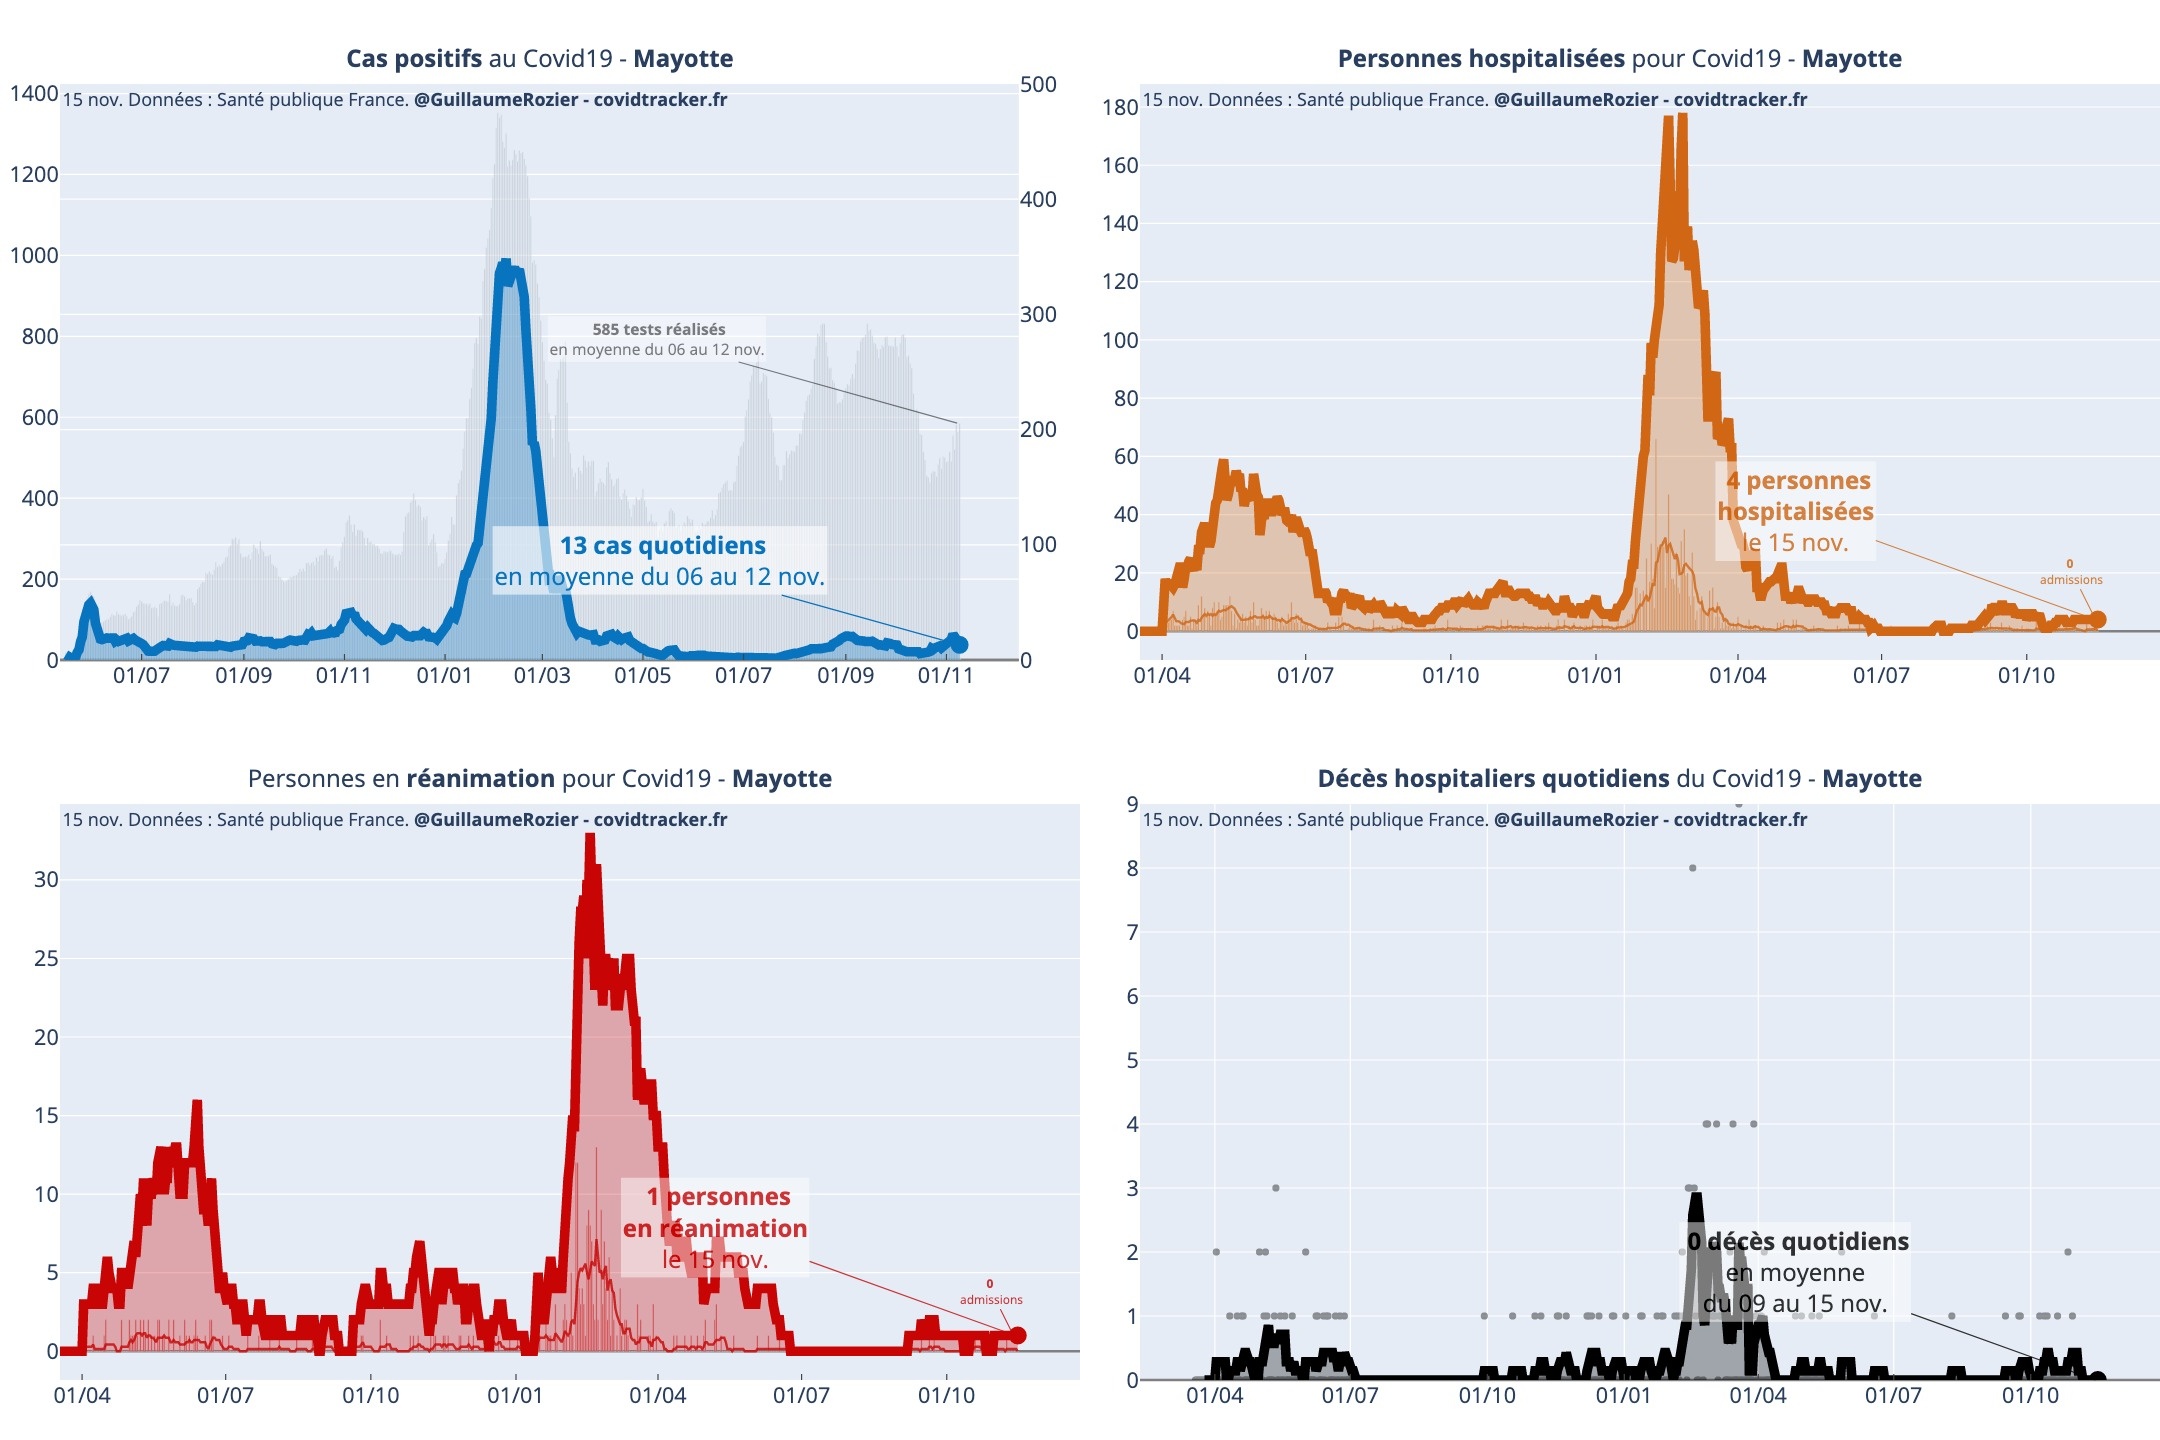 Cas positifs au Covid19 - Mayotte
15 nov. Données : Santé publique France. @GuillaumeRozier - covidtracker.fr
1400
1200
1000
800
600
400
200
0
500
400
300
200
100
0
585 tests réalisés
en moyenne du 06 au 12 nov.
13 cas quotidiens
en moyenne du 06 au 12 nov.
01/07 01/09 01/11 01/01 01/03 01/05 01/07 01/09 01/11
Personnes hospitalisées pour Covid19 - Mayotte
15 nov. Données : Santé publique France. @GuillaumeRozier - covidtracker.fr
180
160
140
120
100
80
60
40
20
0
4 personnes
hospitalisées
le 15 nov.
0
admissions
01/04 01/07 01/10 01/01 01/04 01/07 01/10
Personnes en réanimation pour Covid19 - Mayotte
15 nov. Données : Santé publique France. @GuillaumeRozier - covidtracker.fr
30
25
20
15
10
5
0
1 personnes
en réanimation
le 15 nov.
0
admissions
01/04 01/07 01/10 01/01 01/04 01/07 01/10
Décès hospitaliers quotidiens du Covid19 - Mayotte
15 nov. Données : Santé publique France. @GuillaumeRozier - covidtracker.fr
9
8
7
6
5
4
3
2
1
0
0 décès quotidiens
en moyenne
du 09 au 15 nov.
01/04 01/07 01/10 01/01 01/04 01/07 01/10